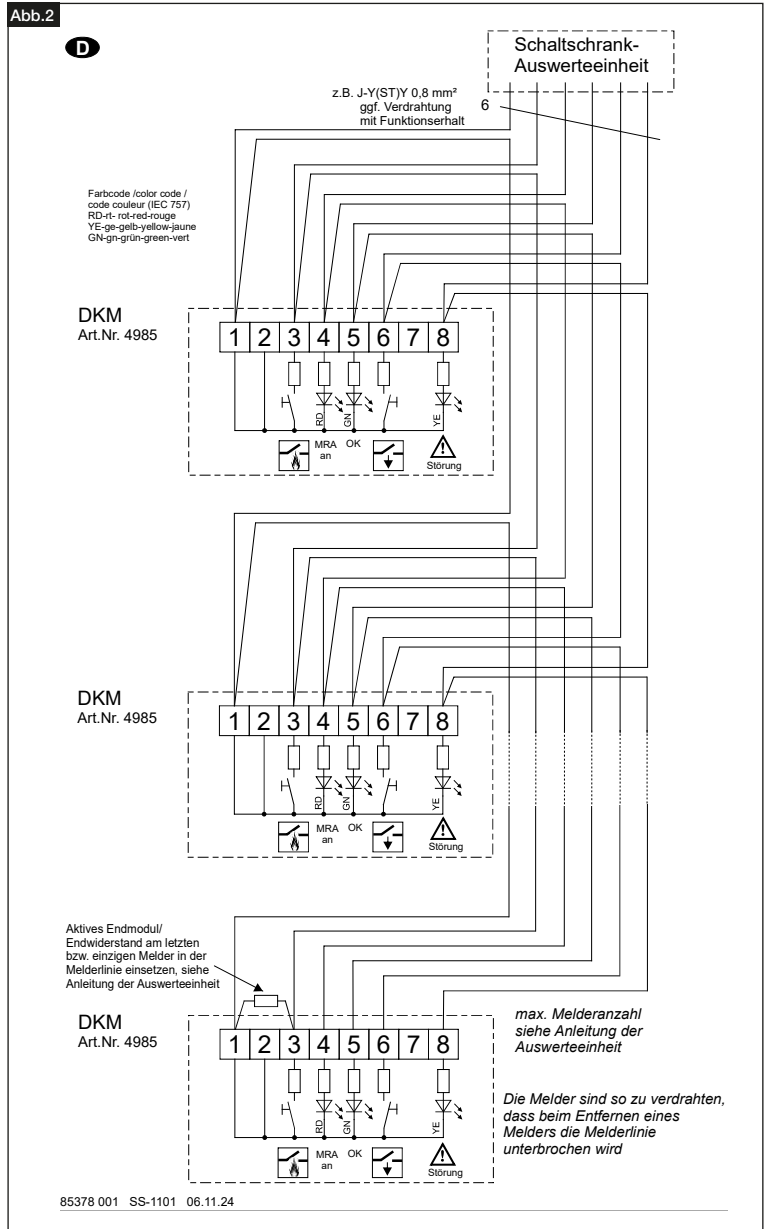 Abb.2
D
Schaltschrank-
Auswerteeinheit
z.B. J-Y(ST)Y 0,8 mm²
ggf. Verdrahtung
mit Funktionserhalt
6
Farbcode /color code /
code couleur (IEC 757)
RD-rt- rot-red-rouge
YE-ge-gelb-yellow-jaune
GN-gn-grün-green-vert
DKM
Art.Nr. 4985
1 2 3 4 5 6 7 8
RD GN YE
MRA
an
OK
Störung
DKM
Art.Nr. 4985
1 2 3 4 5 6 7 8
RD GN YE
MRA
an
OK
Störung
Aktives Endmodul/
Endwiderstand am letzten
bzw. einzigen Melder in der
Melderlinie einsetzen, siehe
Anleitung der Auswerteeinheit
DKM
Art.Nr. 4985
1 2 3 4 5 6 7 8
RD GN YE
MRA
an
OK
Störung
max. Melderanzahl
siehe Anleitung der
Auswerteeinheit
Die Melder sind so zu verdrahten,
dass beim Entfernen eines
Melders die Melderlinie
unterbrochen wird
85378 001 SS-1101 06.11.24